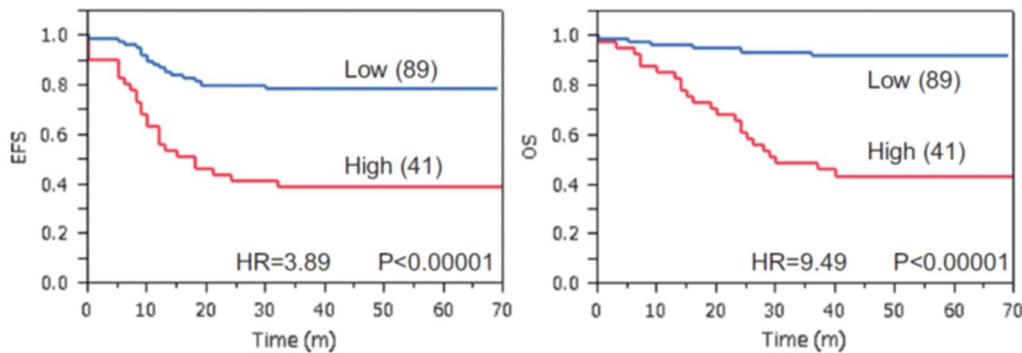 EFS
1.0
0.8
0.6
0.4
0.2
0.0
Low (89)
High (41)
HR=3.89 P<0.00001
0 10 20 30 40 50 60 70
Time (m)
OS
1.0
0.8
0.6
0.4
0.2
0.0
Low (89)
High (41)
HR=9.49 P<0.00001
0 10 20 30 40 50 60 70
Time (m)